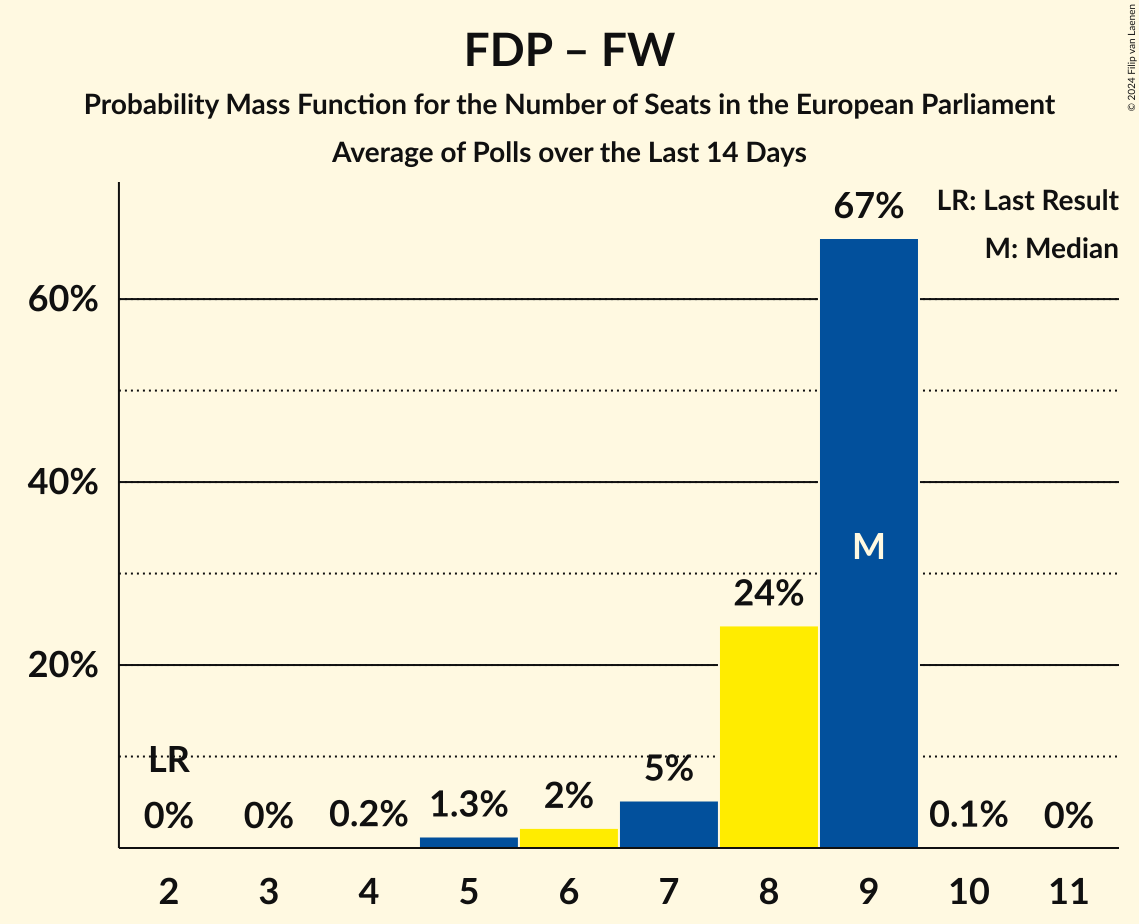 FDP – FW
Probability Mass Function for the Number of Seats in the European Parliament
Average of Polls over the Last 14 Days
© 2024 Filip van Laenen
LR: Last Result
M: Median
67%
60%
40%
M
24%
20%
LR
5%
0%
0%
0.2%
1.3%
2%
0.1%
0%
2 3 4 5 6 7 8 9 10 11